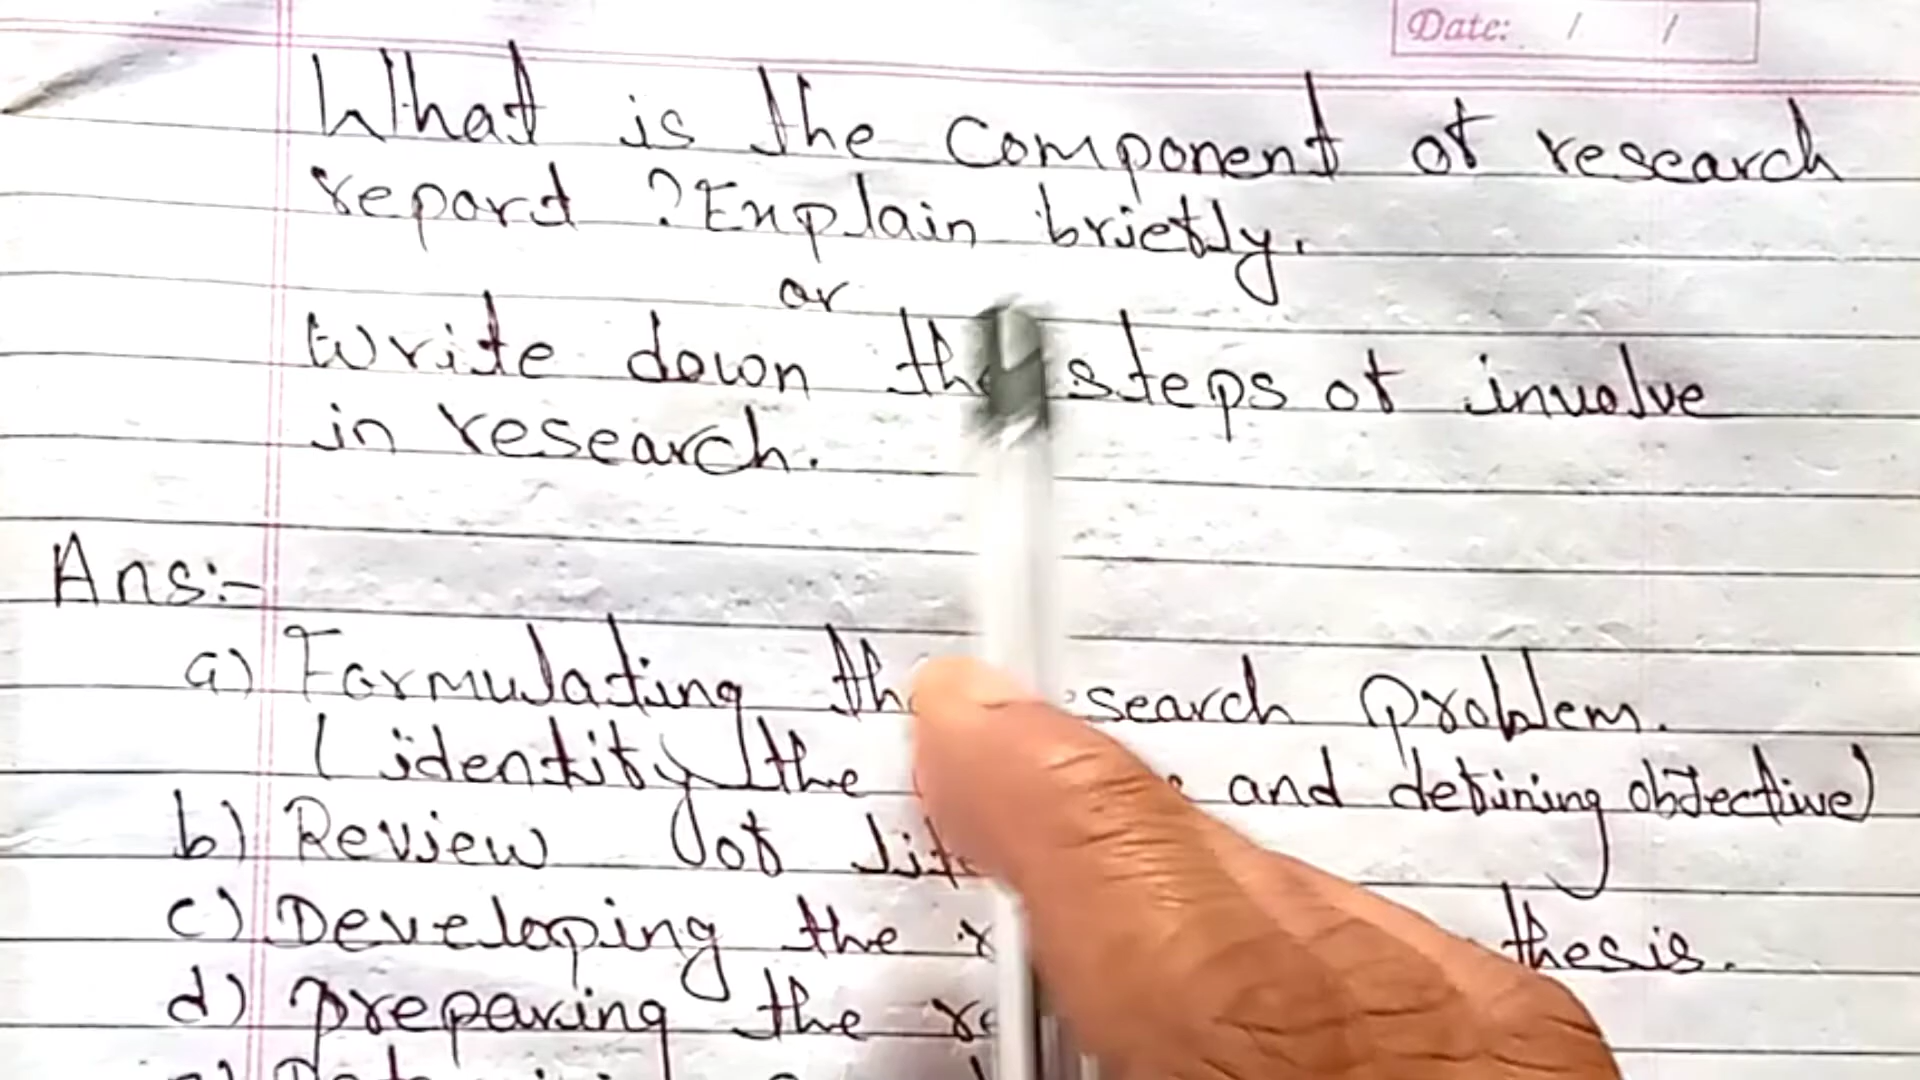 Date: / /
What is the component of research
report ? Explain briefly.
or
Write down the steps of involve
in research.
Ans:-
a) Formulating the research problem.
( identify the and defining objective)
b) Review of
c) Developing the thesis.
d) preparing the